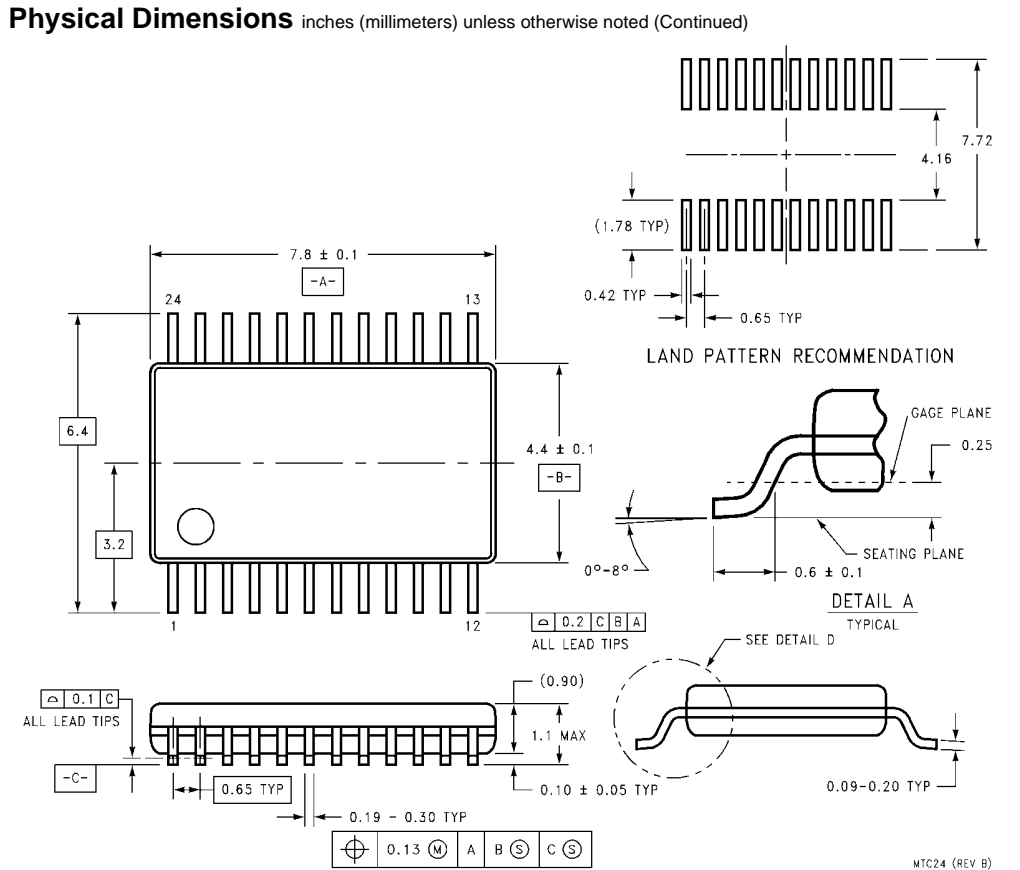 Physical Dimensions inches (millimeters) unless otherwise noted (Continued)
7.72
4.16
(1.78 TYP)
0.42 TYP
0.65 TYP
LAND PATTERN RECOMMENDATION
7.8 ± 0.1
-A-
24
13
6.4
3.2
4.4 ± 0.1
-B-
1
12
⌓ 0.2 C B A
ALL LEAD TIPS
GAGE PLANE
0.25
SEATING PLANE
0°-8°
0.6 ± 0.1
DETAIL A
TYPICAL
SEE DETAIL D
⌓ 0.1 C
ALL LEAD TIPS
(0.90)
1.1 MAX
-C-
0.65 TYP
0.10 ± 0.05 TYP
0.09-0.20 TYP
0.19 - 0.30 TYP
⌖ 0.13 Ⓜ A B Ⓢ C Ⓢ
MTC24 (REV B)